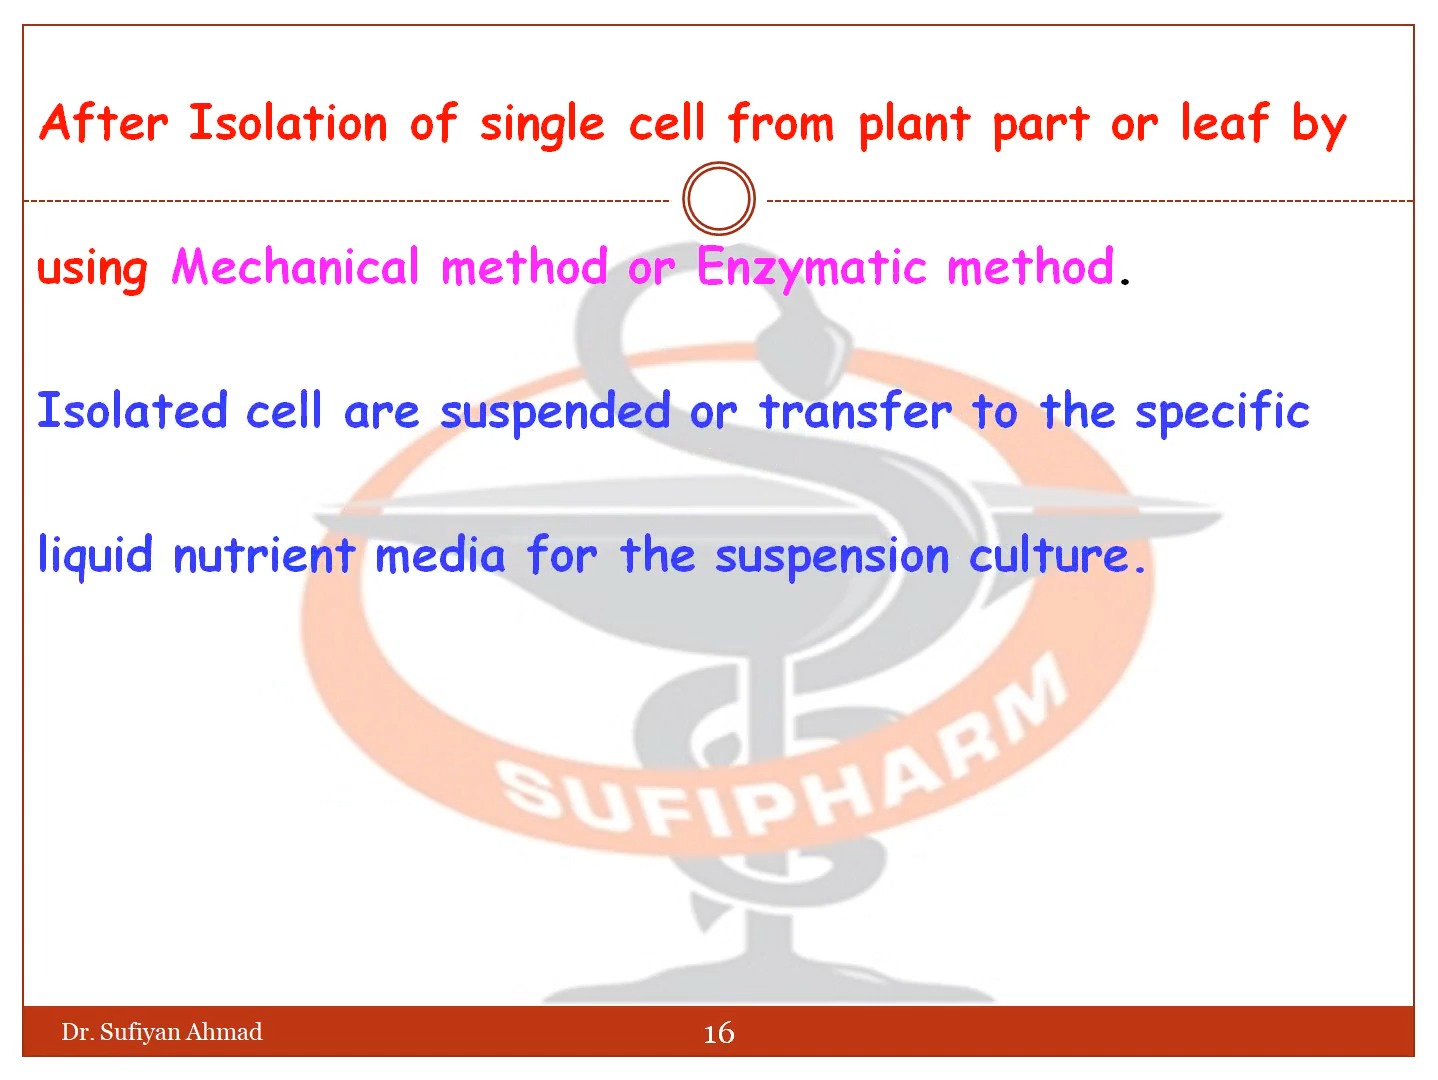 After Isolation of single cell from plant part or leaf by
using Mechanical method or Enzymatic method.
Isolated cell are suspended or transfer to the specific
liquid nutrient media for the suspension culture.
SUFIPHARM
Dr. Sufiyan Ahmad
16